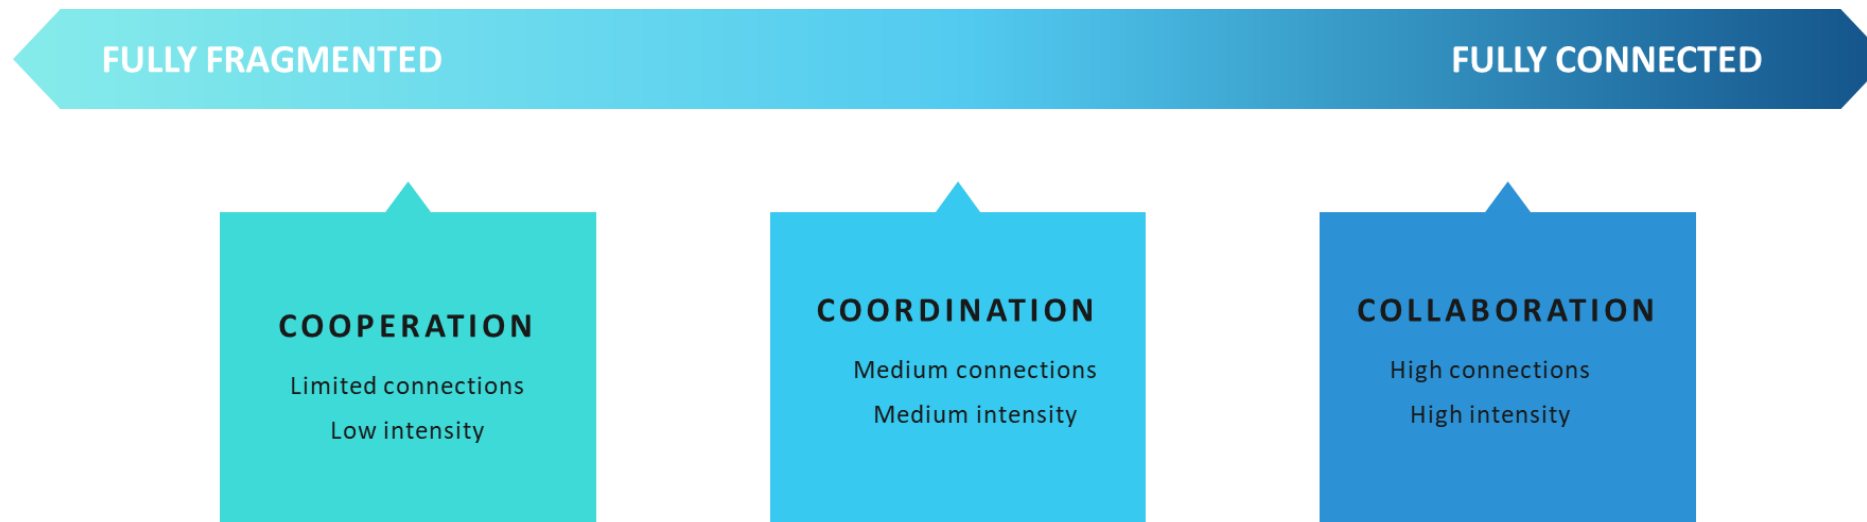 FULLY FRAGMENTED
FULLY CONNECTED
COOPERATION
Limited connections
Low intensity
COORDINATION
Medium connections
Medium intensity
COLLABORATION
High connections
High intensity